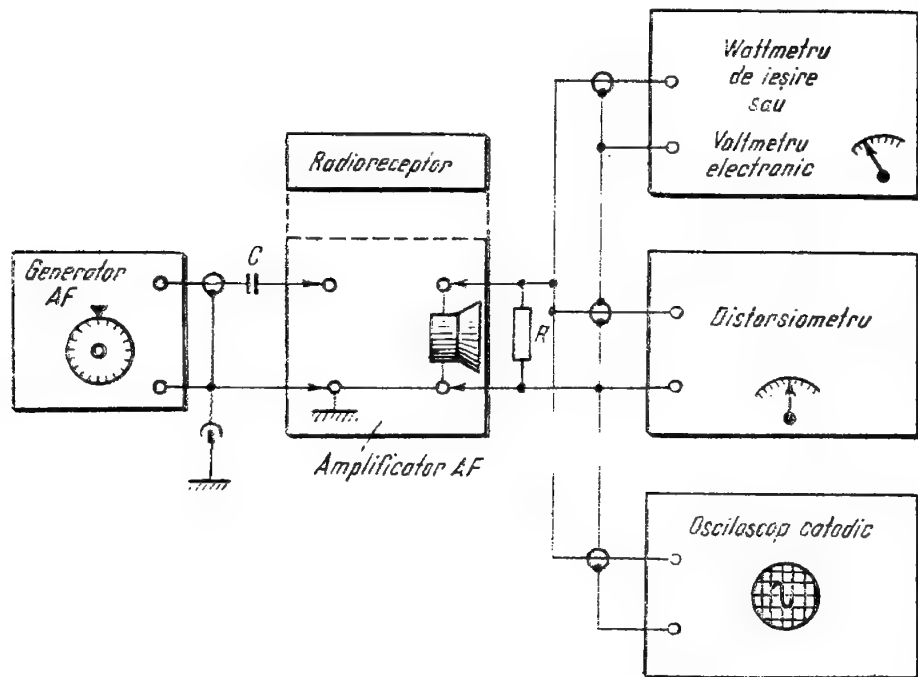 Wattmetru
de ieșire
sau
Voltmetru
electronic
Radioreceptor
Generator
AF
C
R
Distorsiometru
Amplificator AF
Osciloscop catodic